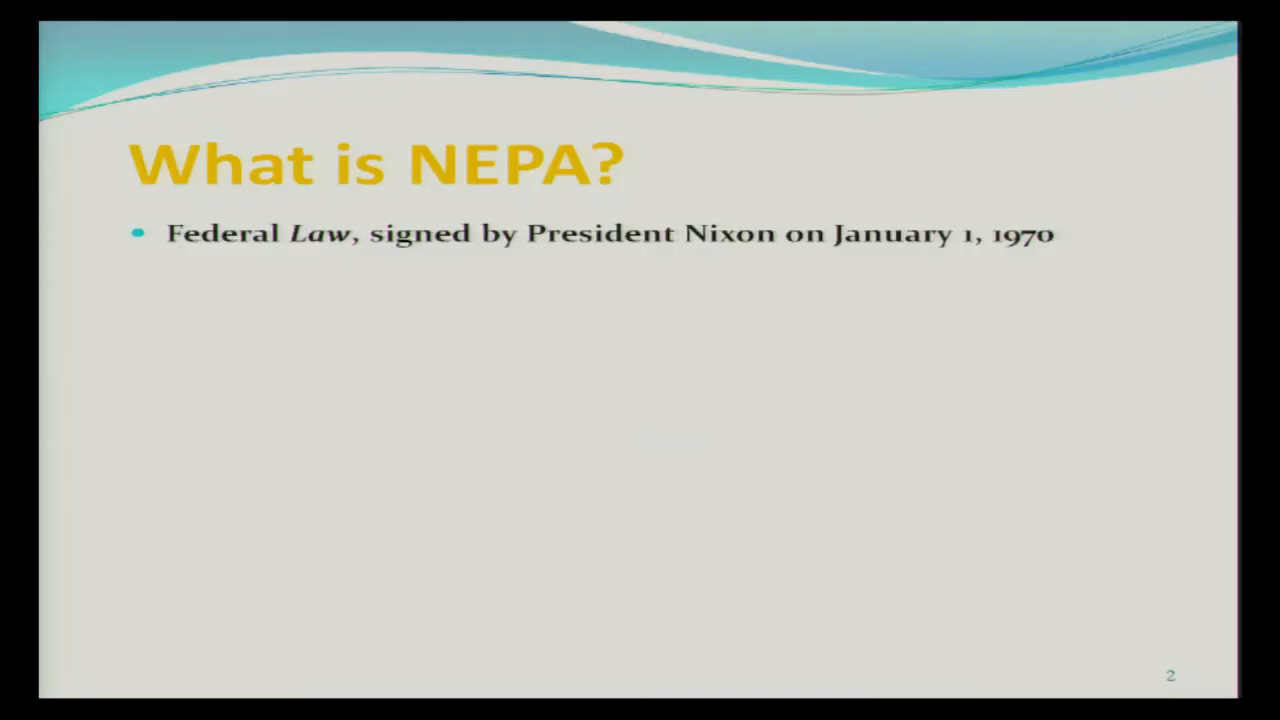 What is NEPA?
• Federal Law, signed by President Nixon on January 1, 1970
2